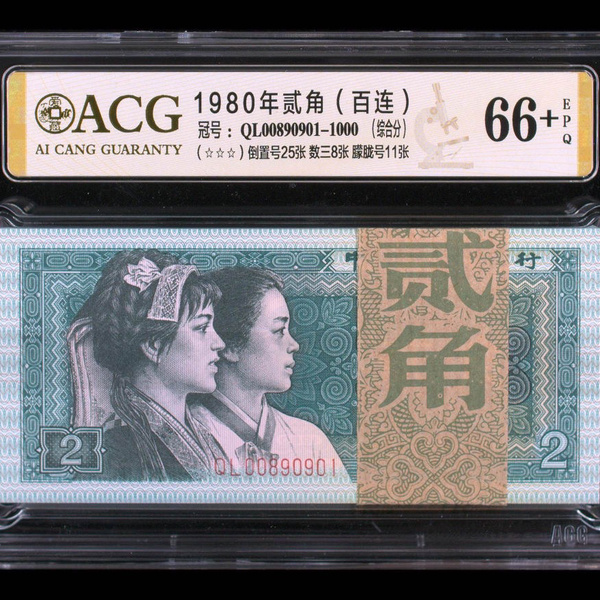 ACG
AI CANG GUARANTY
1980年贰角（百连）
冠号：QL00890901-1000（综合分）
（☆☆☆）倒置号25张 数三8张 朦胧号11张
66+
EPQ
中
行
贰角
2
QL00890901
2
ACG